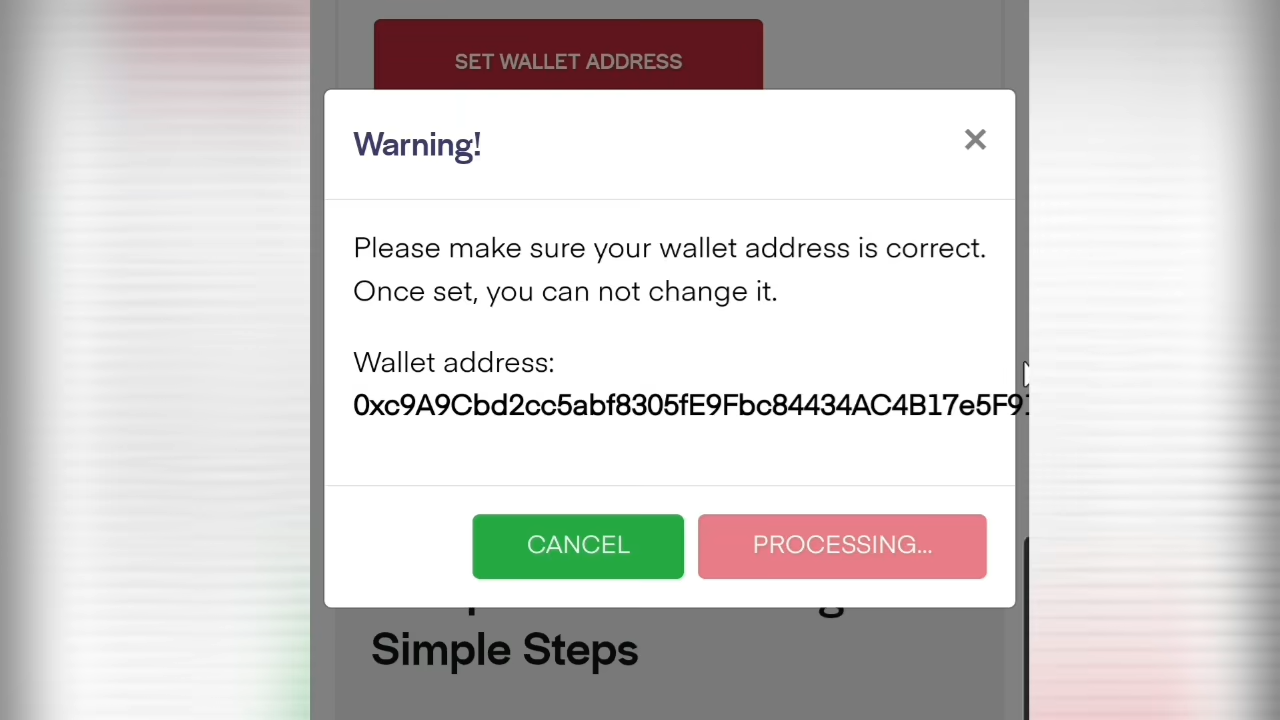 SET WALLET ADDRESS
Warning!
×
Please make sure your wallet address is correct.
Once set, you can not change it.
Wallet address:
0xc9A9Cbd2cc5abf8305fE9Fbc84434AC4B17e5F91
CANCEL
PROCESSING...
Simple Steps